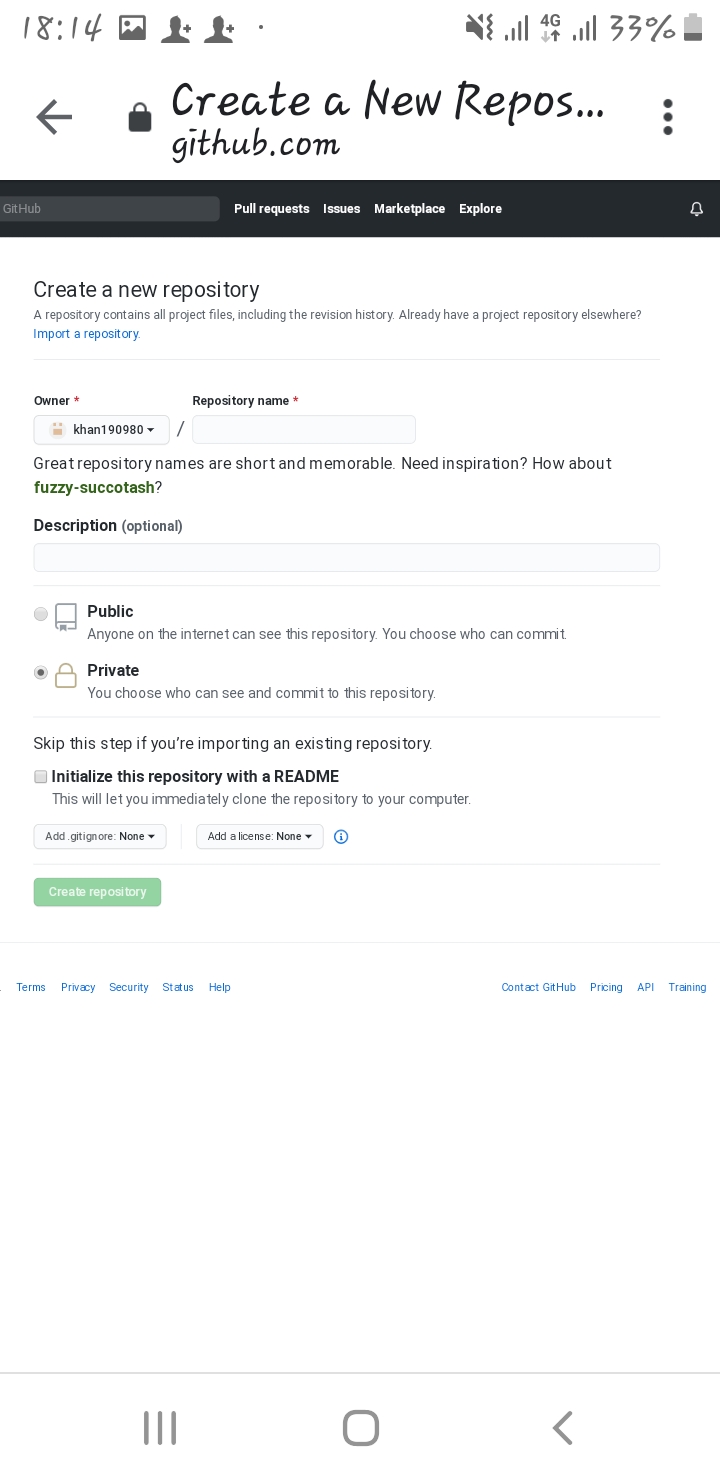 18:14 4G 33%
Create a New Repos...
github.com
GitHub Pull requests Issues Marketplace Explore
Create a new repository
A repository contains all project files, including the revision history. Already have a project repository elsewhere?
Import a repository.
Owner * Repository name *
khan190980 /
Great repository names are short and memorable. Need inspiration? How about
fuzzy-succotash?
Description (optional)
Public
Anyone on the internet can see this repository. You choose who can commit.
Private
You choose who can see and commit to this repository.
Skip this step if you’re importing an existing repository.
Initialize this repository with a README
This will let you immediately clone the repository to your computer.
Add .gitignore: None Add a license: None
Create repository
. Terms Privacy Security Status Help Contact GitHub Pricing API Training